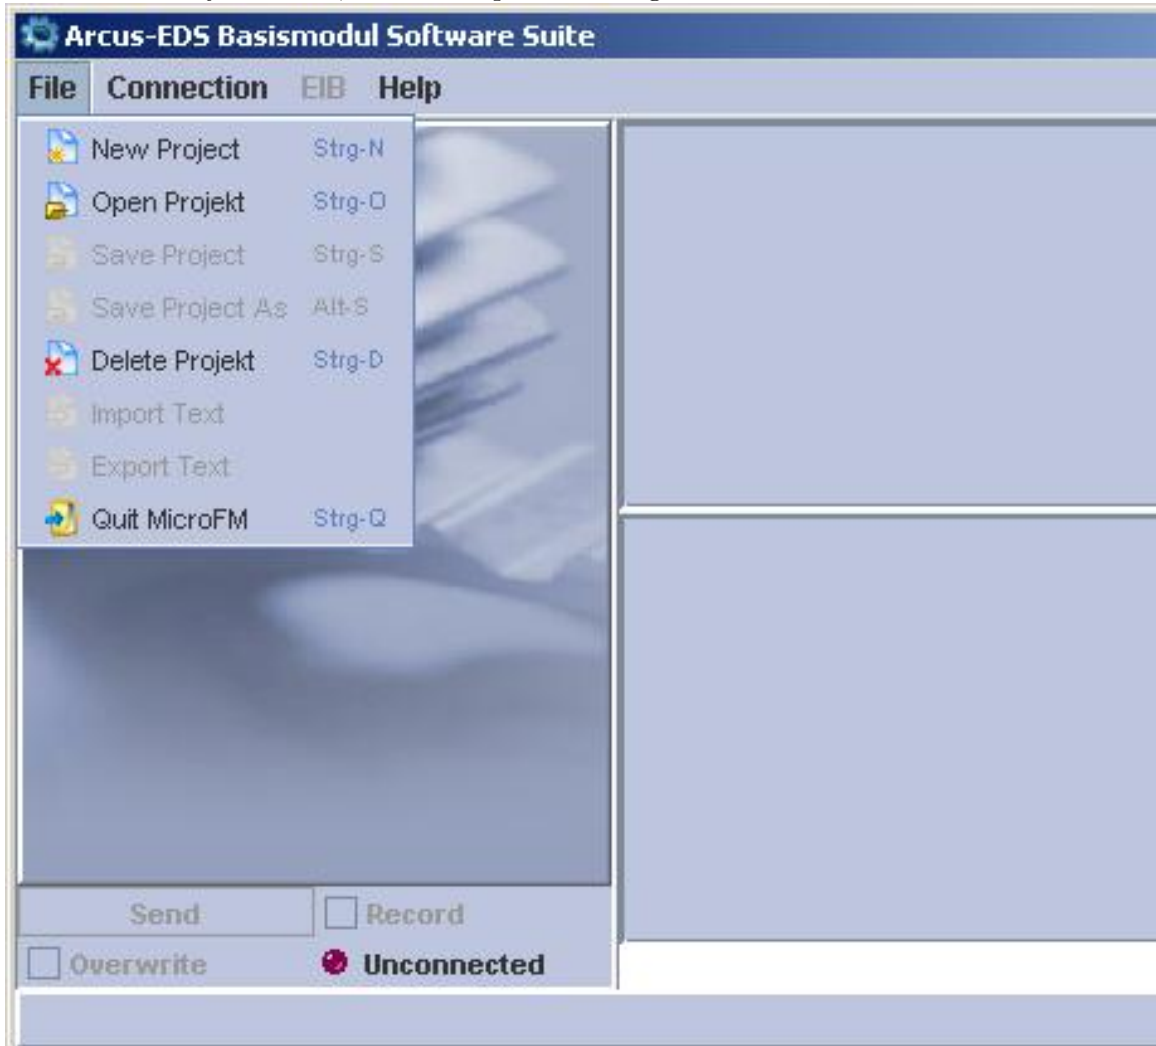 Arcus-EDS Basismodul Software Suite
File Connection EIB Help
New Project Strg-N
Open Projekt Strg-O
Save Project Strg-S
Save Project As Alt-S
Delete Projekt Strg-D
Import Text
Export Text
Quit MicroFM Strg-Q
Send Record
Overwrite Unconnected